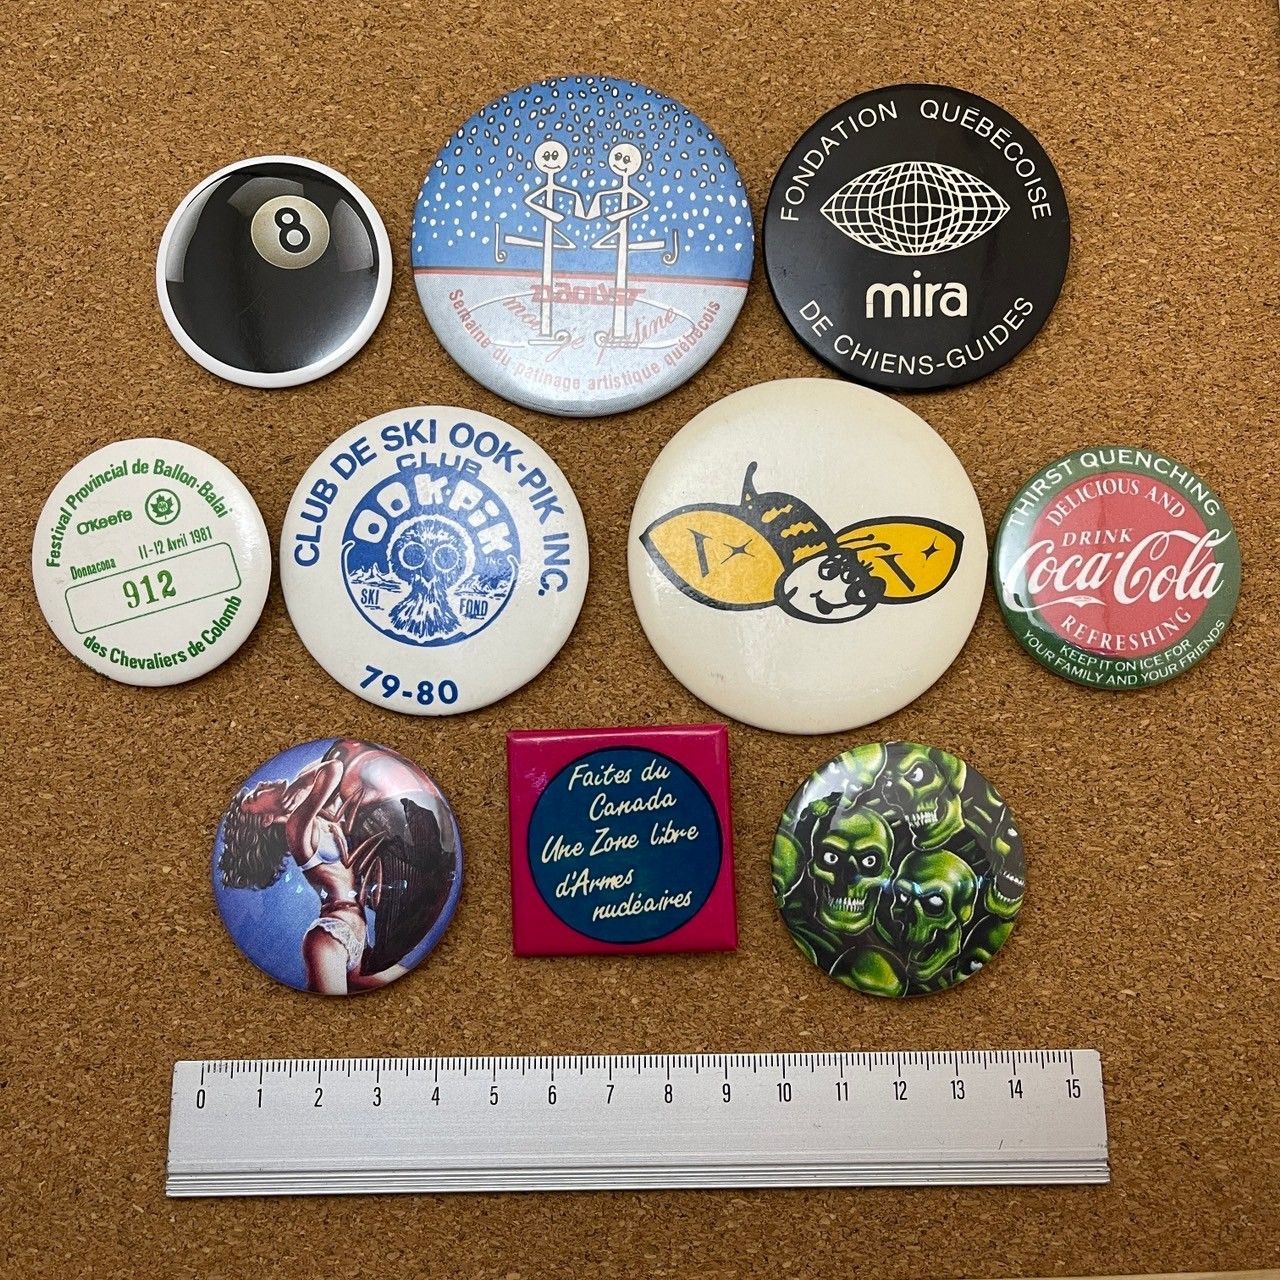 8
DAOUST
moi j'y patine
Semaine du patinage artistique québécois
FONDATION QUÉBÉCOISE
mira
DE CHIENS-GUIDES
Festival Provincial de Ballon-Balai
O'Keefe
Donnacona 11-12 Avril 1981
912
des Chevaliers de Colomb
CLUB DE SKI OOK-PIK INC.
CLUB
OOKPIK
INC
SKI FOND
79-80
THIRST QUENCHING
DELICIOUS AND
DRINK
Coca-Cola
REFRESHING
KEEP IT ON ICE FOR
YOUR FAMILY AND YOUR FRIENDS
Faites du
Canada
Une Zone libre
d'Armes
nucléaires
0 1 2 3 4 5 6 7 8 9 10 11 12 13 14 15